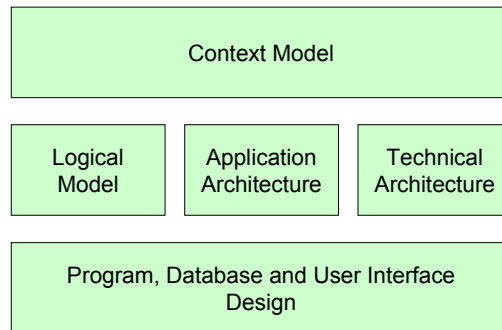 Context Model
Logical
Model
Application
Architecture
Technical
Architecture
Program, Database and User Interface
Design